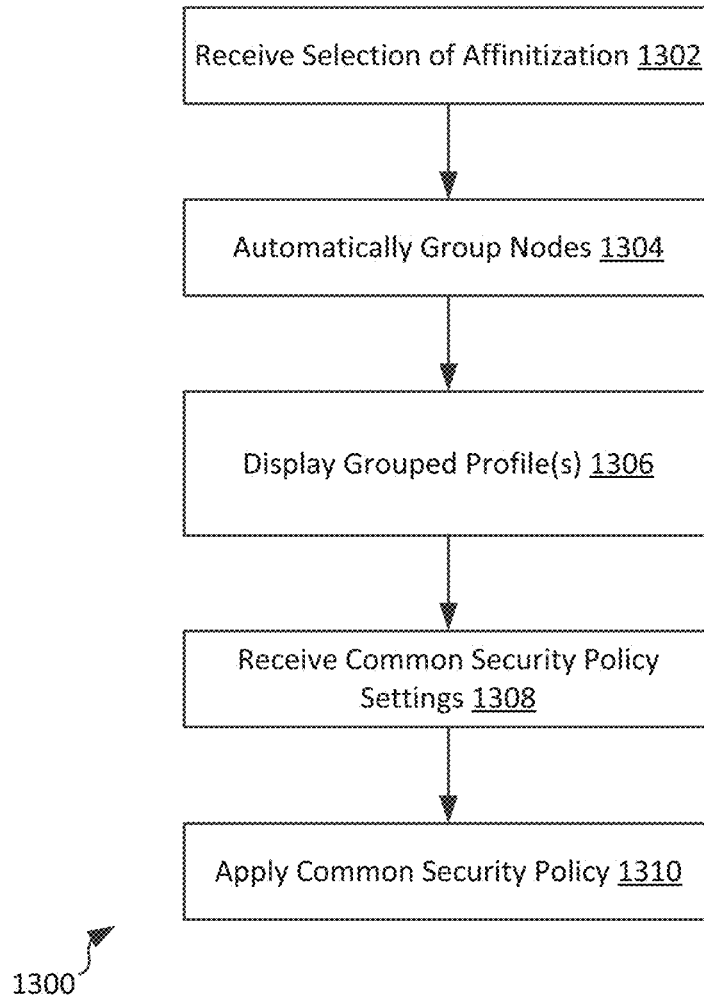 Receive Selection of Affinitization 1302
Automatically Group Nodes 1304
Display Grouped Profile(s) 1306
Receive Common Security Policy
Settings 1308
Apply Common Security Policy 1310
1300